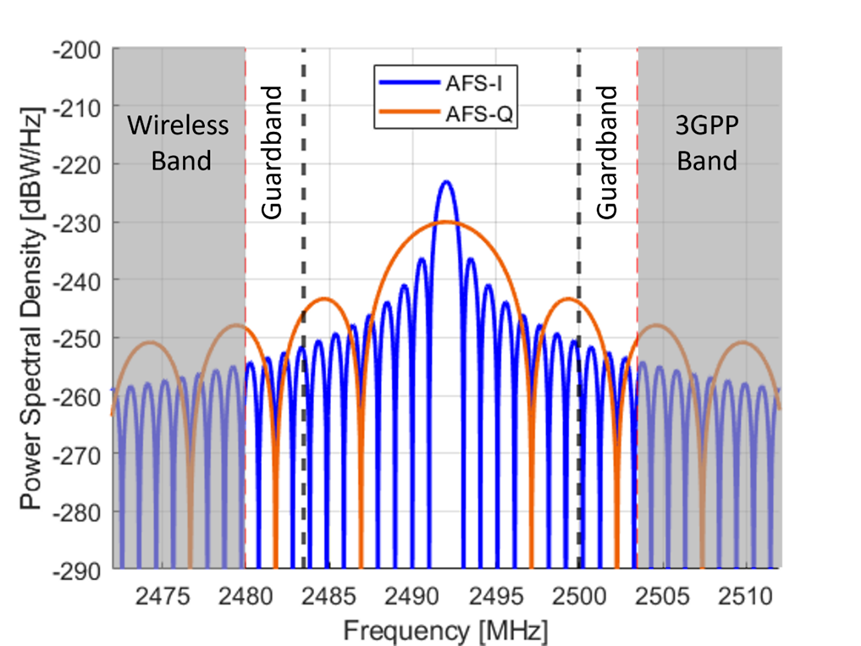 -200
-210
-220
-230
-240
-250
-260
-270
-280
-290
Power Spectral Density [dBW/Hz]
Wireless
Band
Guardband
AFS-I
AFS-Q
Guardband
3GPP
Band
2475 2480 2485 2490 2495 2500 2505 2510
Frequency [MHz]